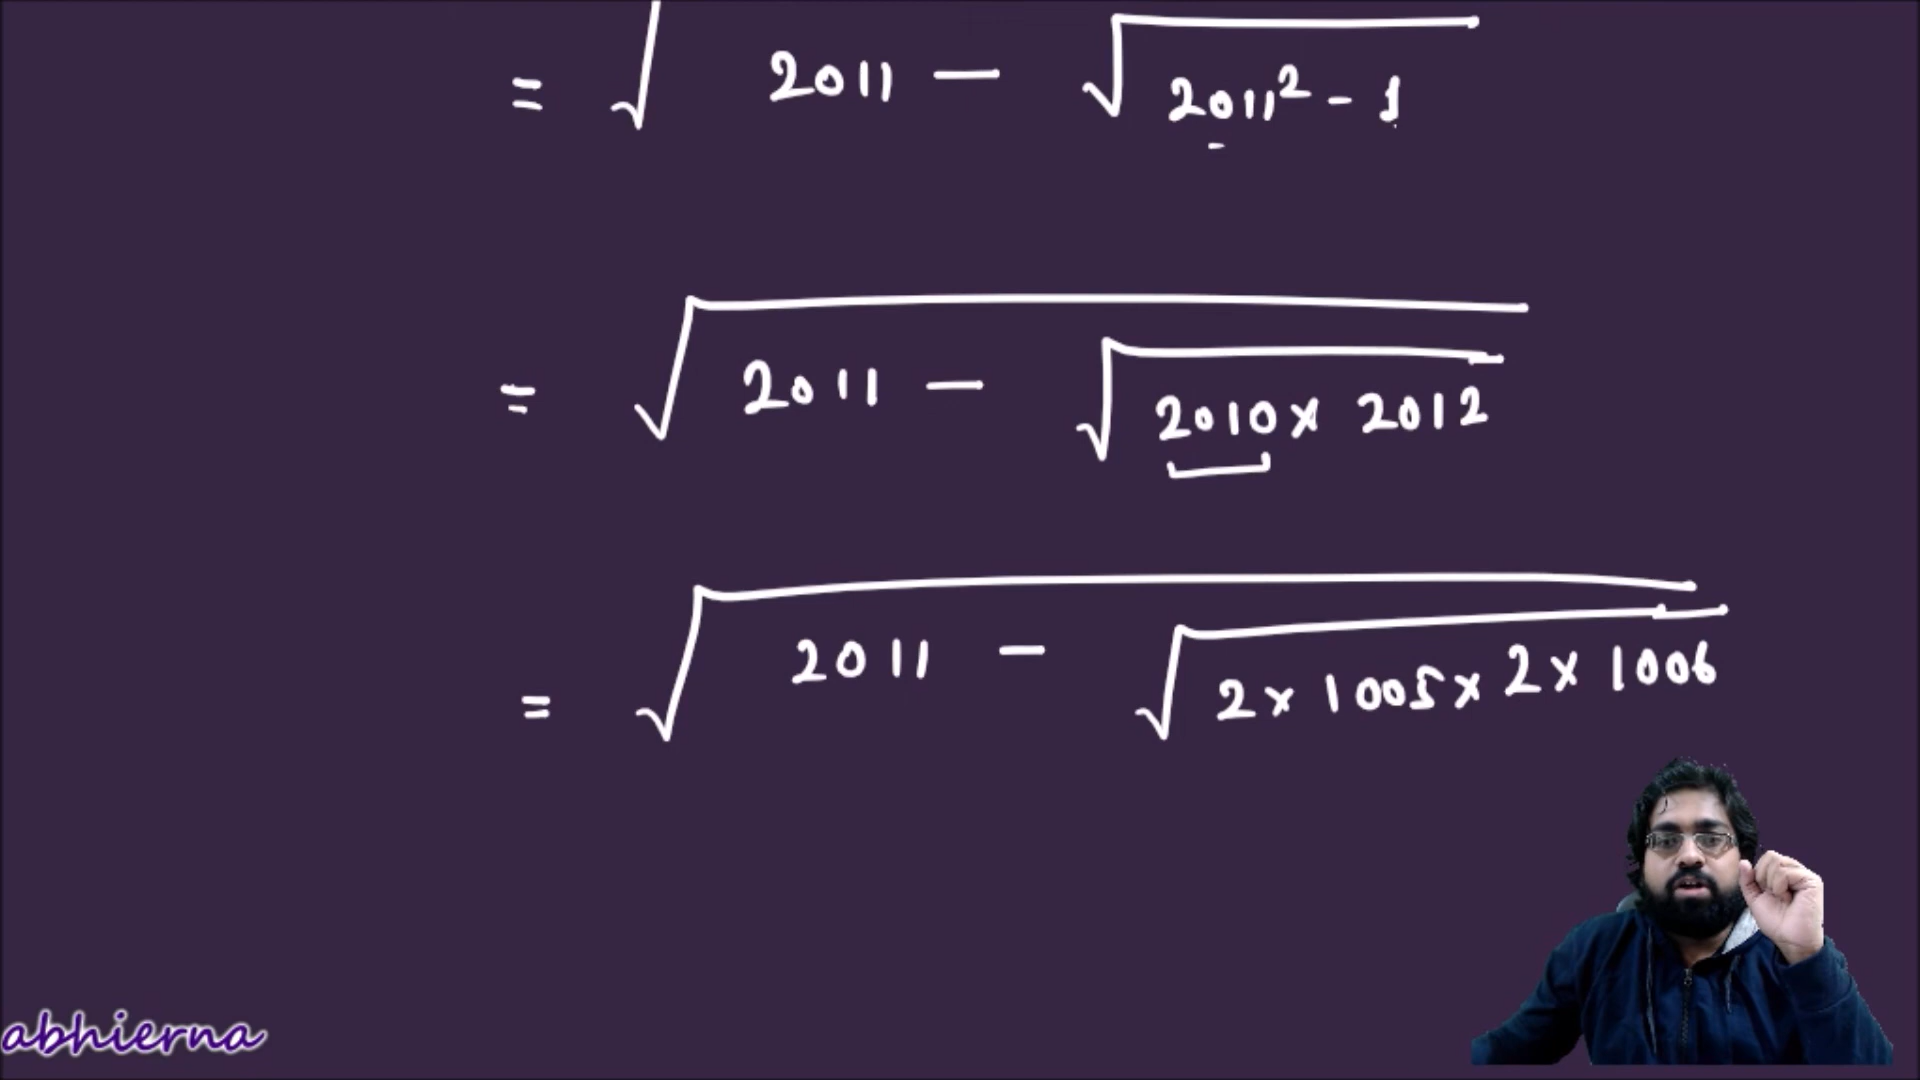 = √ 2011 − √ 2011² - 1
= √ 2011 − √ 2010 × 2012
= √ 2011 − √ 2 × 1005 × 2 × 1006
abhierna